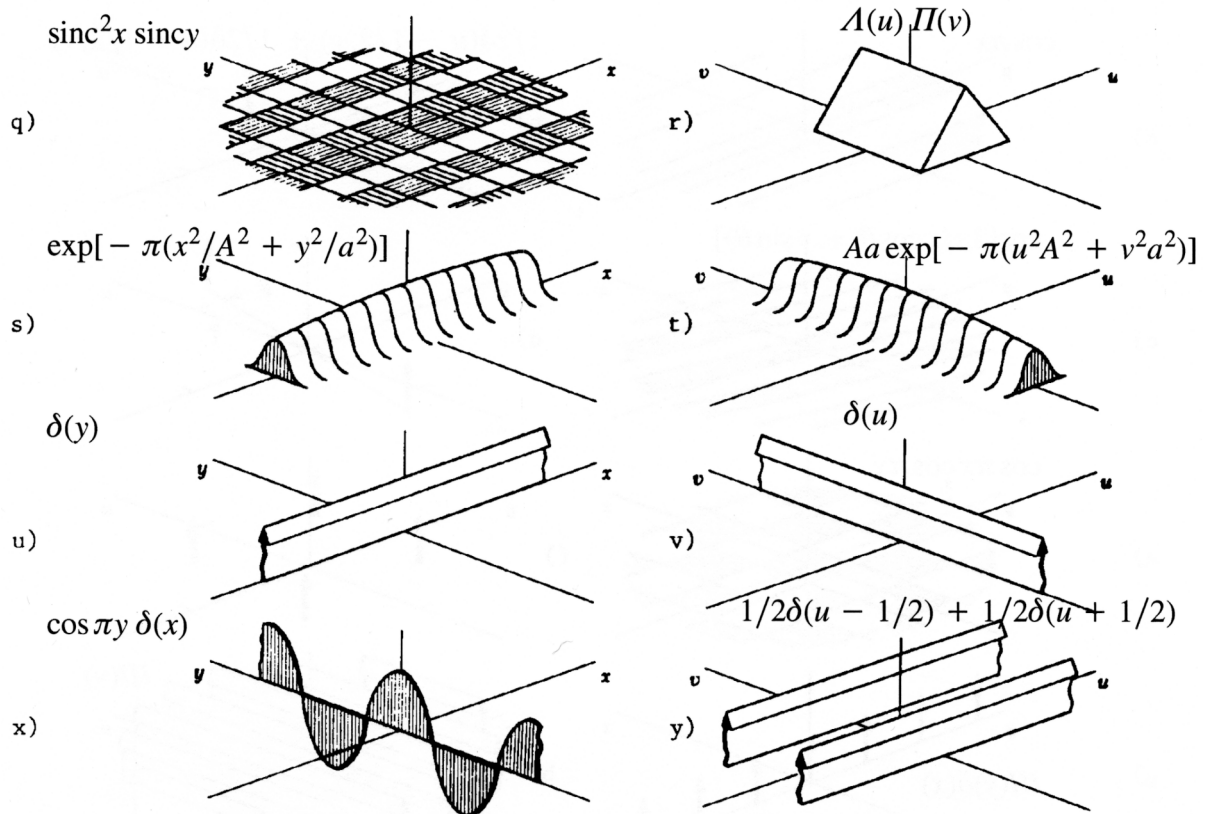 sinc²x sincy
Λ(u) Π(v)
y
x
v
u
q)
r)
exp[ − π(x²/A² + y²/a²)]
Aa exp[ − π(u²A² + v²a²)]
y
x
v
u
s)
t)
δ(y)
δ(u)
y
x
v
u
u)
v)
cos πy δ(x)
1/2δ(u − 1/2) + 1/2δ(u + 1/2)
y
x
v
u
x)
y)